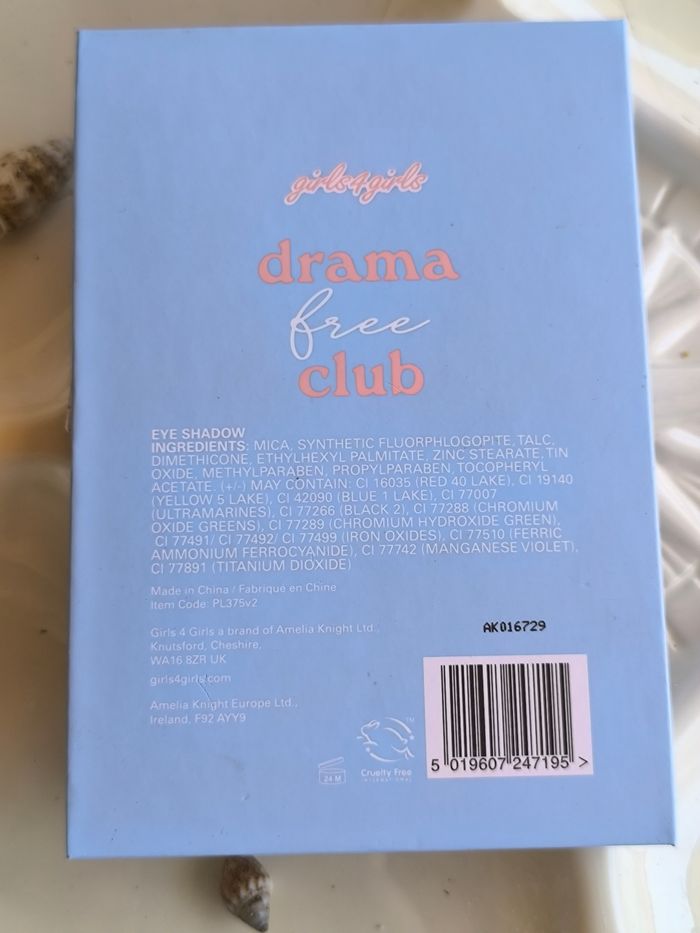 girls4girls
drama
free
club
EYE SHADOW
INGREDIENTS: MICA, SYNTHETIC FLUORPHLOGOPITE, TALC,
DIMETHICONE, ETHYLHEXYL PALMITATE, ZINC STEARATE, TIN
OXIDE, METHYLPARABEN, PROPYLPARABEN, TOCOPHERYL
ACETATE. (+/-) MAY CONTAIN: CI 16035 (RED 40 LAKE), CI 19140
(YELLOW 5 LAKE), CI 42090 (BLUE 1 LAKE), CI 77007
(ULTRAMARINES), CI 77266 (BLACK 2), CI 77288 (CHROMIUM
OXIDE GREENS), CI 77289 (CHROMIUM HYDROXIDE GREEN),
CI 77491/ CI 77492/ CI 77499 (IRON OXIDES), CI 77510 (FERRIC
AMMONIUM FERROCYANIDE), CI 77742 (MANGANESE VIOLET),
CI 77891 (TITANIUM DIOXIDE)
Made in China / Fabriqué en Chine
Item Code: PL375v2
Girls 4 Girls a brand of Amelia Knight Ltd.,
Knutsford, Cheshire,
WA16 8ZR UK
girls4girls.com
Amelia Knight Europe Ltd.,
Ireland, F92 AYY9
AK016729
24 M
TM
Cruelty Free
INTERNATIONAL
5 019607 247195 >